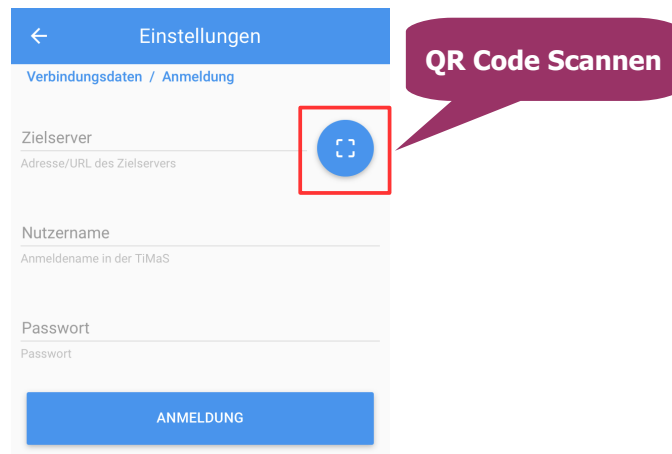 Einstellungen
QR Code Scannen
Verbindungsdaten / Anmeldung
Zielserver
Adresse/URL des Zielservers
Nutzername
Anmeldename in der TiMaS
Passwort
Passwort
ANMELDUNG